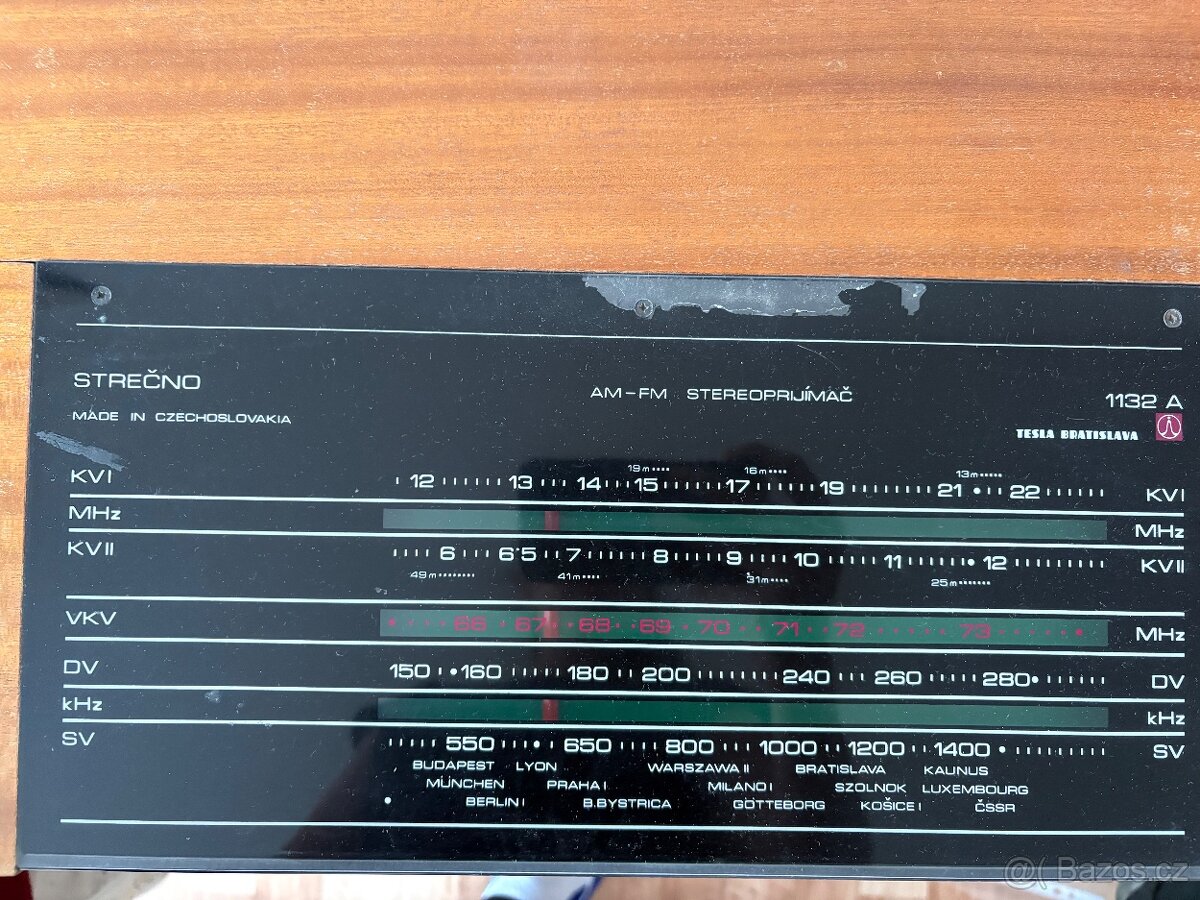 STREČNO
AM-FM STEREOPRIJÍMAČ
1132 A
MADE IN CZECHOSLOVAKIA
TESLA BRATISLAVA
19m 16m 13m
KVI 12 13 14 15 17 19 21 22 KVI
MHz MHz
KVII 6 6'5 7 8 9 10 11 12 KVII
49m 41m 31m 25m
VKV 66 67 68 69 70 71 72 73 MHz
DV 150 160 180 200 240 260 280 DV
kHz kHz
SV 550 650 800 1000 1200 1400 SV
BUDAPEST LYON WARSZAWA II BRATISLAVA KAUNUS
MÜNCHEN PRAHA I MILANO I SZOLNOK LUXEMBOURG
BERLIN I B.BYSTRICA GÖTTEBORG KOŠICE I ČSSR
@( Bazos.cz